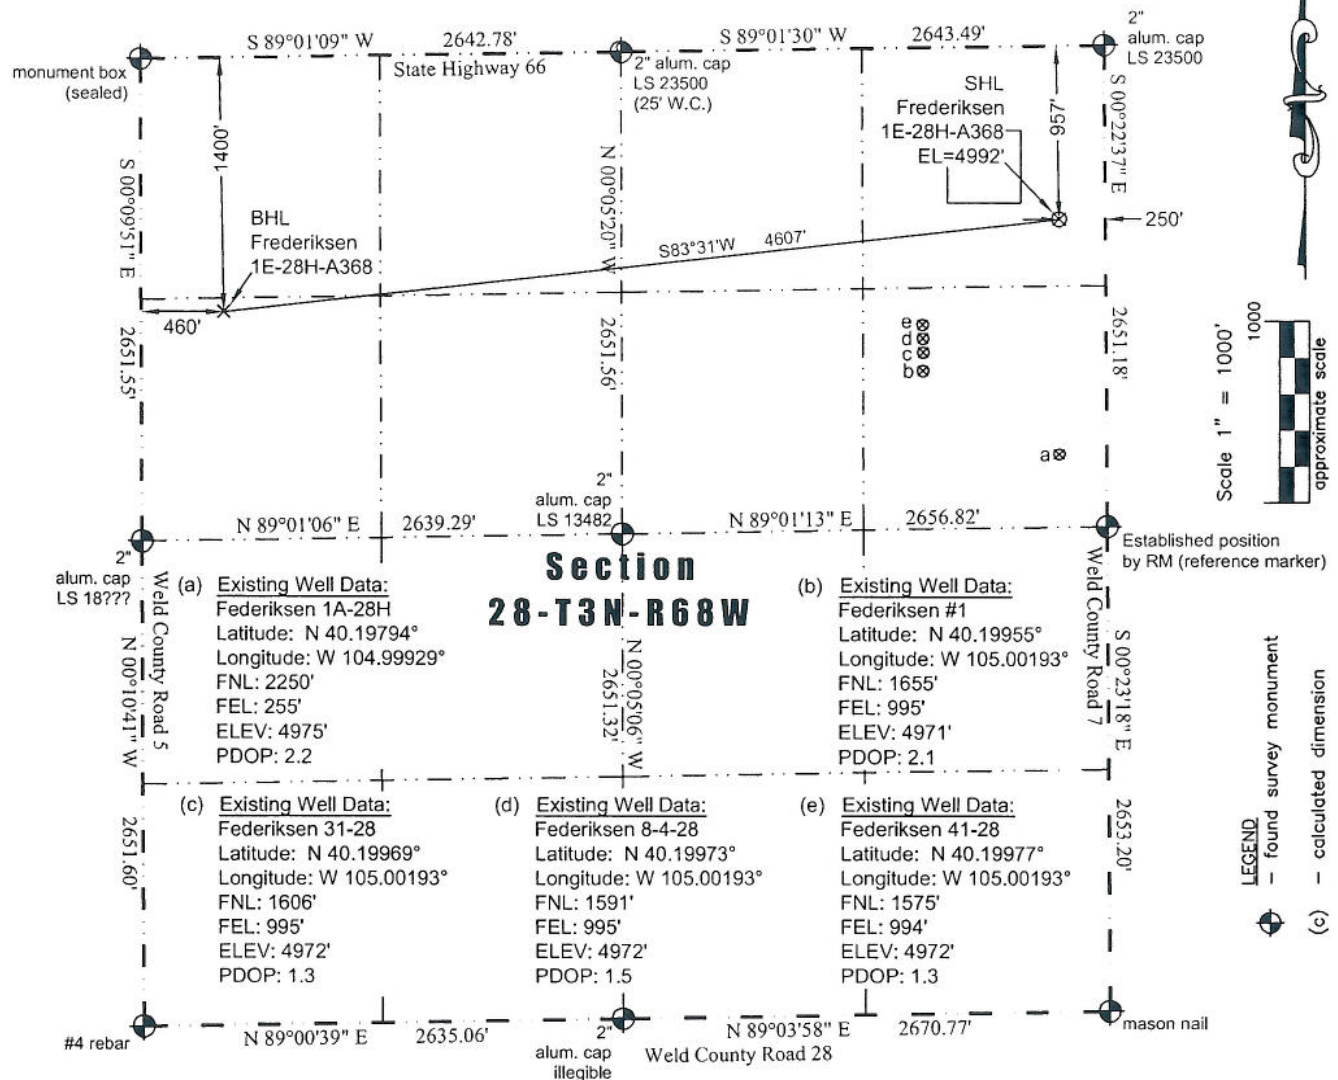 S 89°01'09" W
2642.78'
S 89°01'30" W
2643.49'
2"
alum. cap
LS 23500
monument box
(sealed)
State Highway 66
2" alum. cap
LS 23500
(25' W.C.)
SHL
Frederiksen
1E-28H-A368
EL=4992'
957'
S 00°22'37" E
1400'
S 00°09'51" E
N 00°05'20" W
250'
BHL
Frederiksen
1E-28H-A368
S83°31'W 4607'
460'
2651.55'
2651.56'
2651.18'
e
d
c
b
a
Scale 1" = 1000'
1000
approximate scale
2"
alum. cap
LS 13482
N 89°01'06" E
2639.29'
N 89°01'13" E
2656.82'
Established position
by RM (reference marker)
2"
alum. cap
LS 18???
Weld County Road 5
N 00°10'41" W
Section
28-T3N-R68W
(a) Existing Well Data:
Federiksen 1A-28H
Latitude: N 40.19794°
Longitude: W 104.99929°
FNL: 2250'
FEL: 255'
ELEV: 4975'
PDOP: 2.2
N 00°05'06" W
2651.32'
(b) Existing Well Data:
Federiksen #1
Latitude: N 40.19955°
Longitude: W 105.00193°
FNL: 1655'
FEL: 995'
ELEV: 4971'
PDOP: 2.1
Weld County Road 7
S 00°23'18" E
2651.60'
(c) Existing Well Data:
Federiksen 31-28
Latitude: N 40.19969°
Longitude: W 105.00193°
FNL: 1606'
FEL: 995'
ELEV: 4972'
PDOP: 1.3
(d) Existing Well Data:
Federiksen 8-4-28
Latitude: N 40.19973°
Longitude: W 105.00193°
FNL: 1591'
FEL: 995'
ELEV: 4972'
PDOP: 1.5
(e) Existing Well Data:
Federiksen 41-28
Latitude: N 40.19977°
Longitude: W 105.00193°
FNL: 1575'
FEL: 994'
ELEV: 4972'
PDOP: 1.3
2653.20'
LEGEND
– found survey monument
(c) – calculated dimension
#4 rebar
N 89°00'39" E
2635.06'
2"
alum. cap
illegible
N 89°03'58" E
2670.77'
Weld County Road 28
mason nail